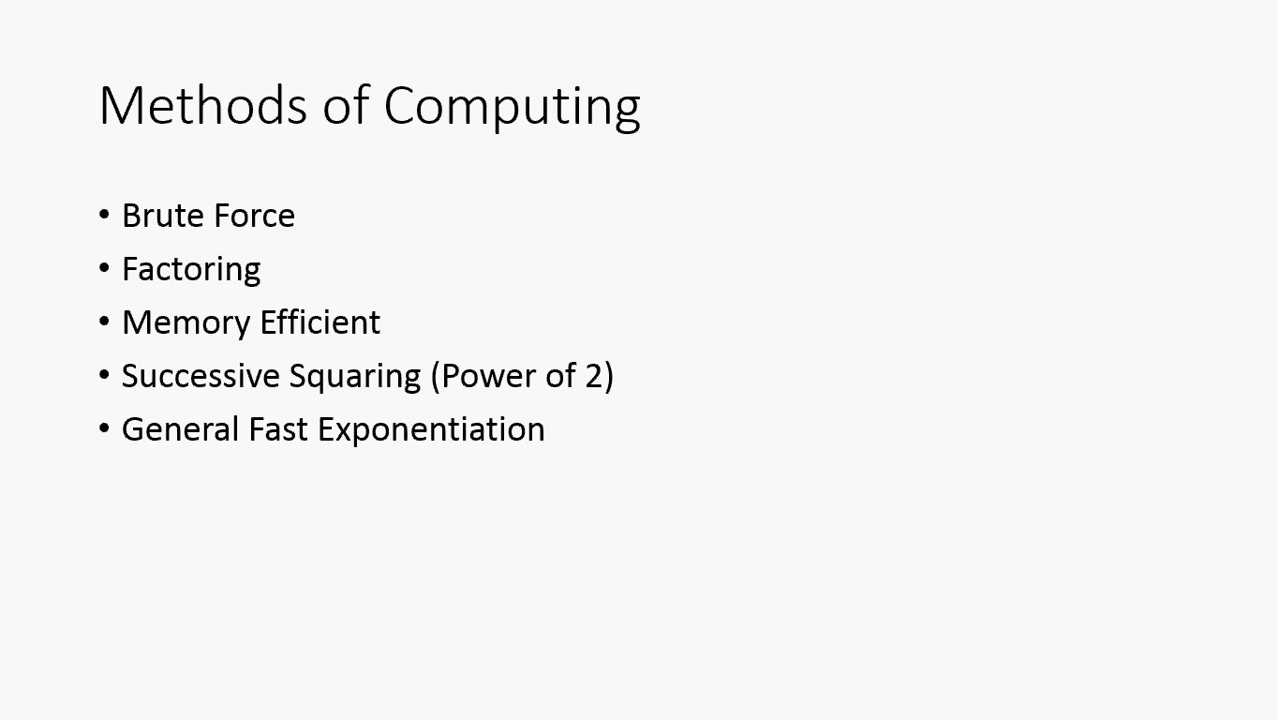 Methods of Computing
• Brute Force
• Factoring
• Memory Efficient
• Successive Squaring (Power of 2)
• General Fast Exponentiation